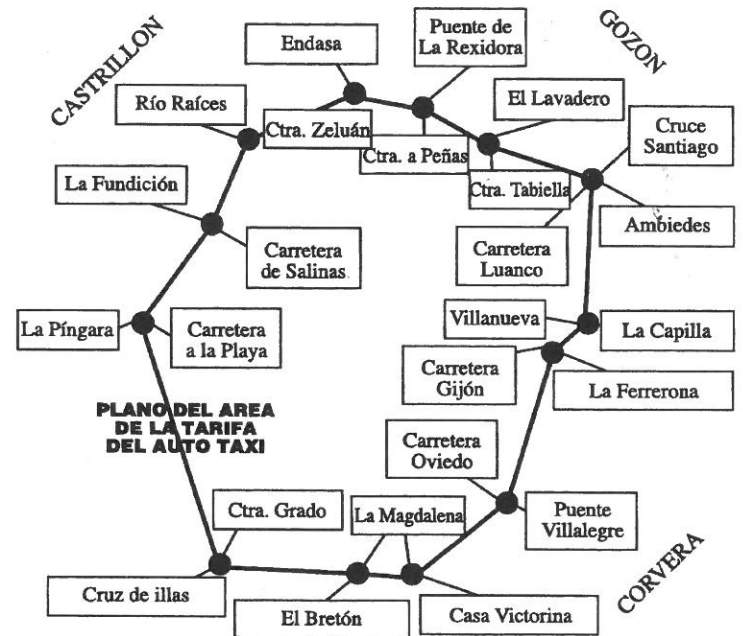 CASTRILLON
GOZON
Endasa
Puente de
La Rexidora
Río Raíces
Ctra. Zeluán
El Lavadero
Ctra. a Peñas
Cruce
Santiago
La Fundición
Ctra. Tabiella
Carretera
de Salinas
Carretera
Luanco
Ambiedes
La Píngara
Carretera
a la Playa
Villanueva
La Capilla
Carretera
Gijón
La Ferrerona
PLANO DEL AREA
DE LA TARIFA
DEL AUTO TAXI
Carretera
Oviedo
Ctra. Grado
La Magdalena
Puente
Villalegre
Cruz de illas
El Bretón
Casa Victorina
CORVERA